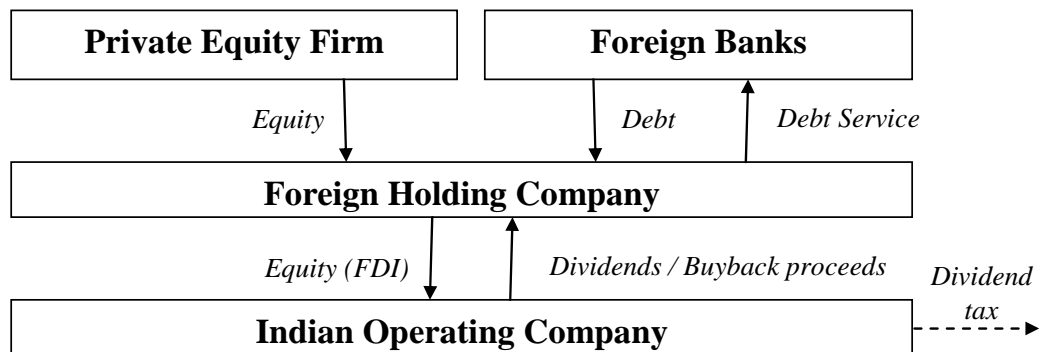 Private Equity Firm
Foreign Banks
Equity
Debt
Debt Service
Foreign Holding Company
Equity (FDI)
Dividends / Buyback proceeds
Dividend
tax
Indian Operating Company